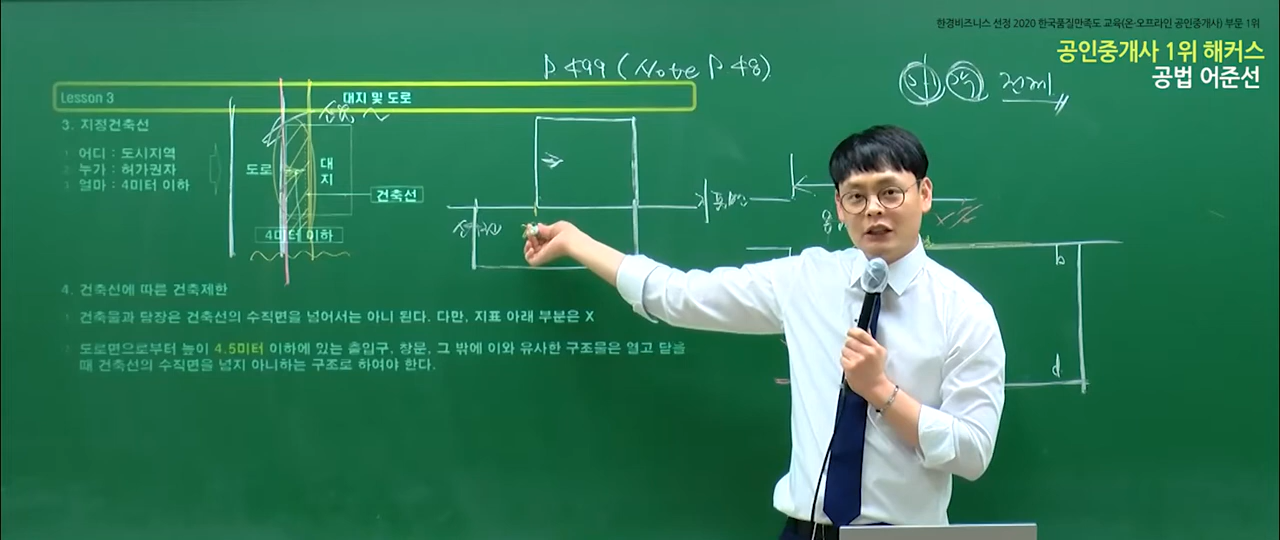 한경비즈니스 선정 2020 한국품질만족도 교육(온·오프라인 공인중개사) 부문 1위
공인중개사 1위 해커스
공법 어준선
P 499 (Note P 48)
Lesson 3 대지 및 도로
3. 지정건축선
어디 : 도시지역
누가 : 허가권자
얼마 : 4미터 이하
도로
대지
건축선
4미터 이하
4. 건축선에 따른 건축제한
건축물과 담장은 건축선의 수직면을 넘어서는 아니 된다. 다만, 지표 아래 부분은 X
도로면으로부터 높이 4.5미터 이하에 있는 출입구, 창문, 그 밖에 이와 유사한 구조물은 열고 닫을
때 건축선의 수직면을 넘지 아니하는 구조로 하여야 한다.
b
d